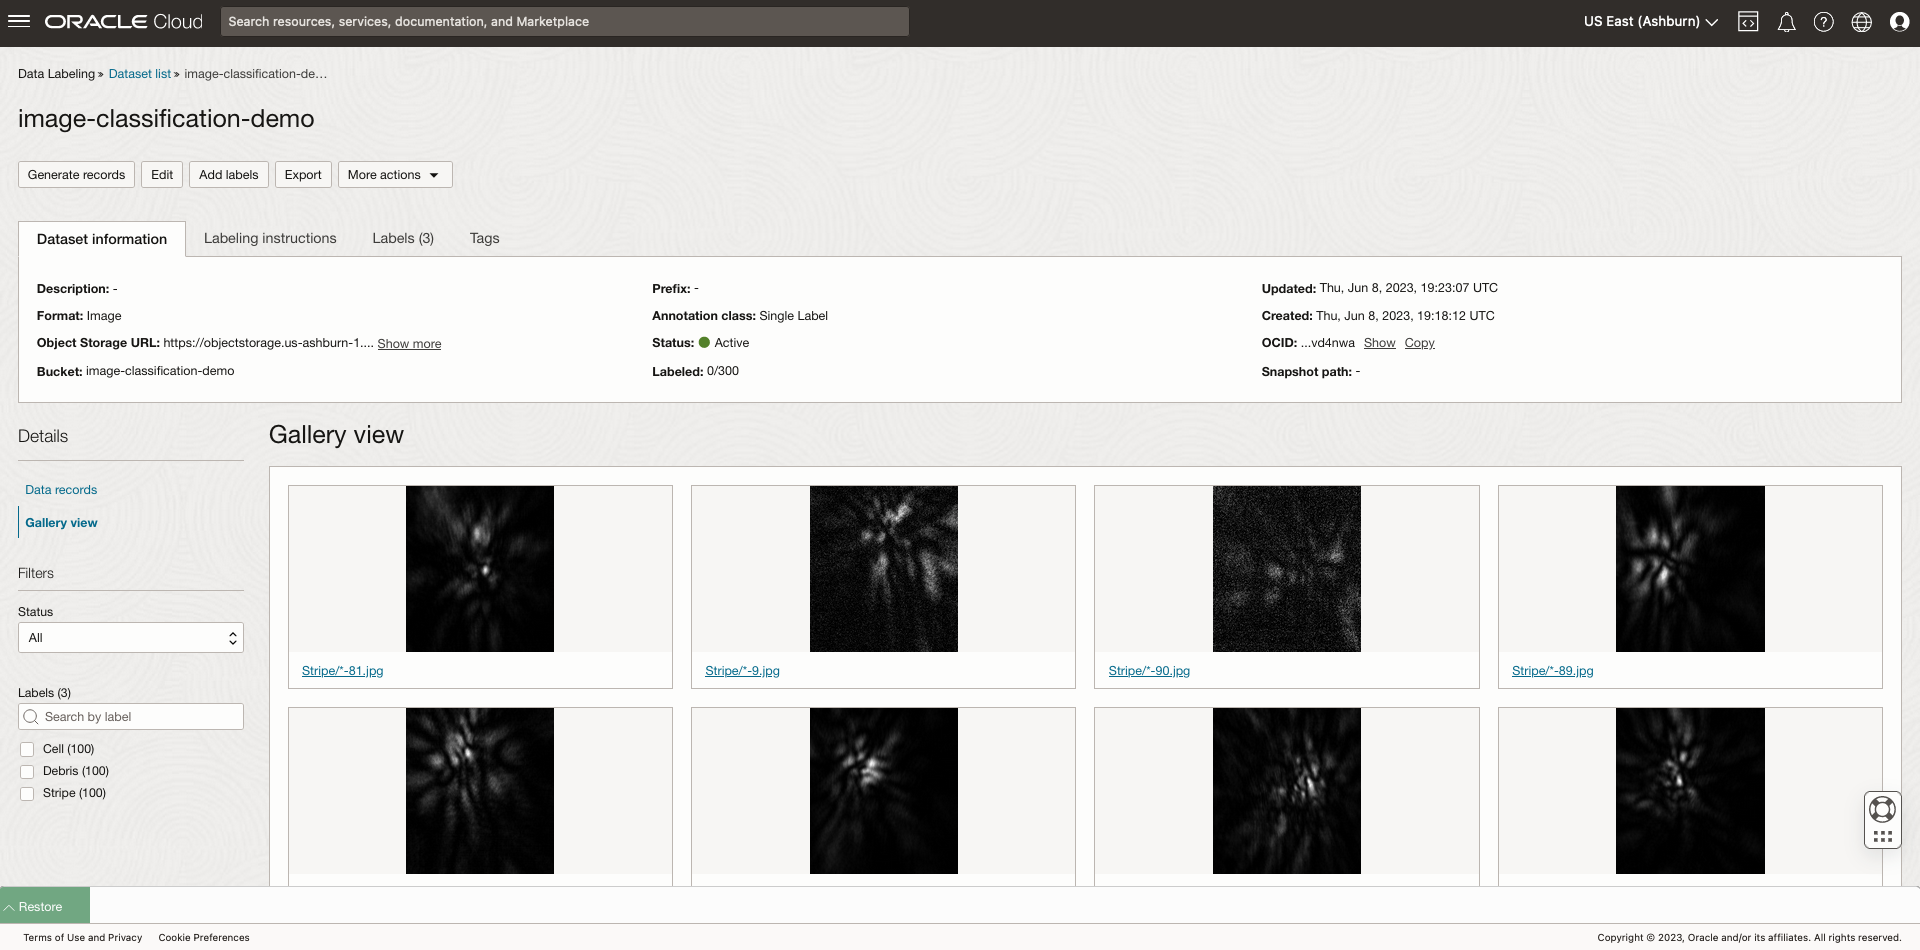 ORACLE Cloud
Search resources, services, documentation, and Marketplace
US East (Ashburn)
Data Labeling » Dataset list » image-classification-de...
image-classification-demo
Generate records
Edit
Add labels
Export
More actions
Dataset information
Labeling instructions
Labels (3)
Tags
Description: -
Format: Image
Object Storage URL: https://objectstorage.us-ashburn-1.... Show more
Bucket: image-classification-demo
Prefix: -
Annotation class: Single Label
Status: Active
Labeled: 0/300
Updated: Thu, Jun 8, 2023, 19:23:07 UTC
Created: Thu, Jun 8, 2023, 19:18:12 UTC
OCID: ...vd4nwa Show Copy
Snapshot path: -
Details
Data records
Gallery view
Filters
Status
All
Labels (3)
Search by label
Cell (100)
Debris (100)
Stripe (100)
Gallery view
Stripe/*-81.jpg
Stripe/*-9.jpg
Stripe/*-90.jpg
Stripe/*-89.jpg
Restore
Terms of Use and Privacy
Cookie Preferences
Copyright © 2023, Oracle and/or its affiliates. All rights reserved.